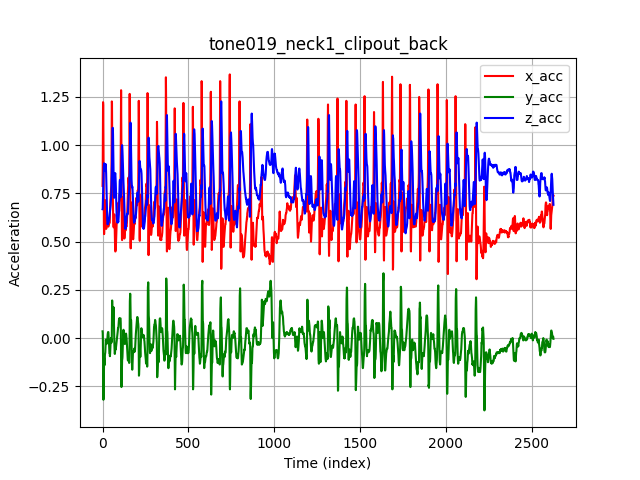 tone019_neck1_clipout_back
x_acc
y_acc
z_acc
1.25
1.00
0.75
0.50
0.25
0.00
−0.25
Acceleration
0
500
1000
1500
2000
2500
Time (index)